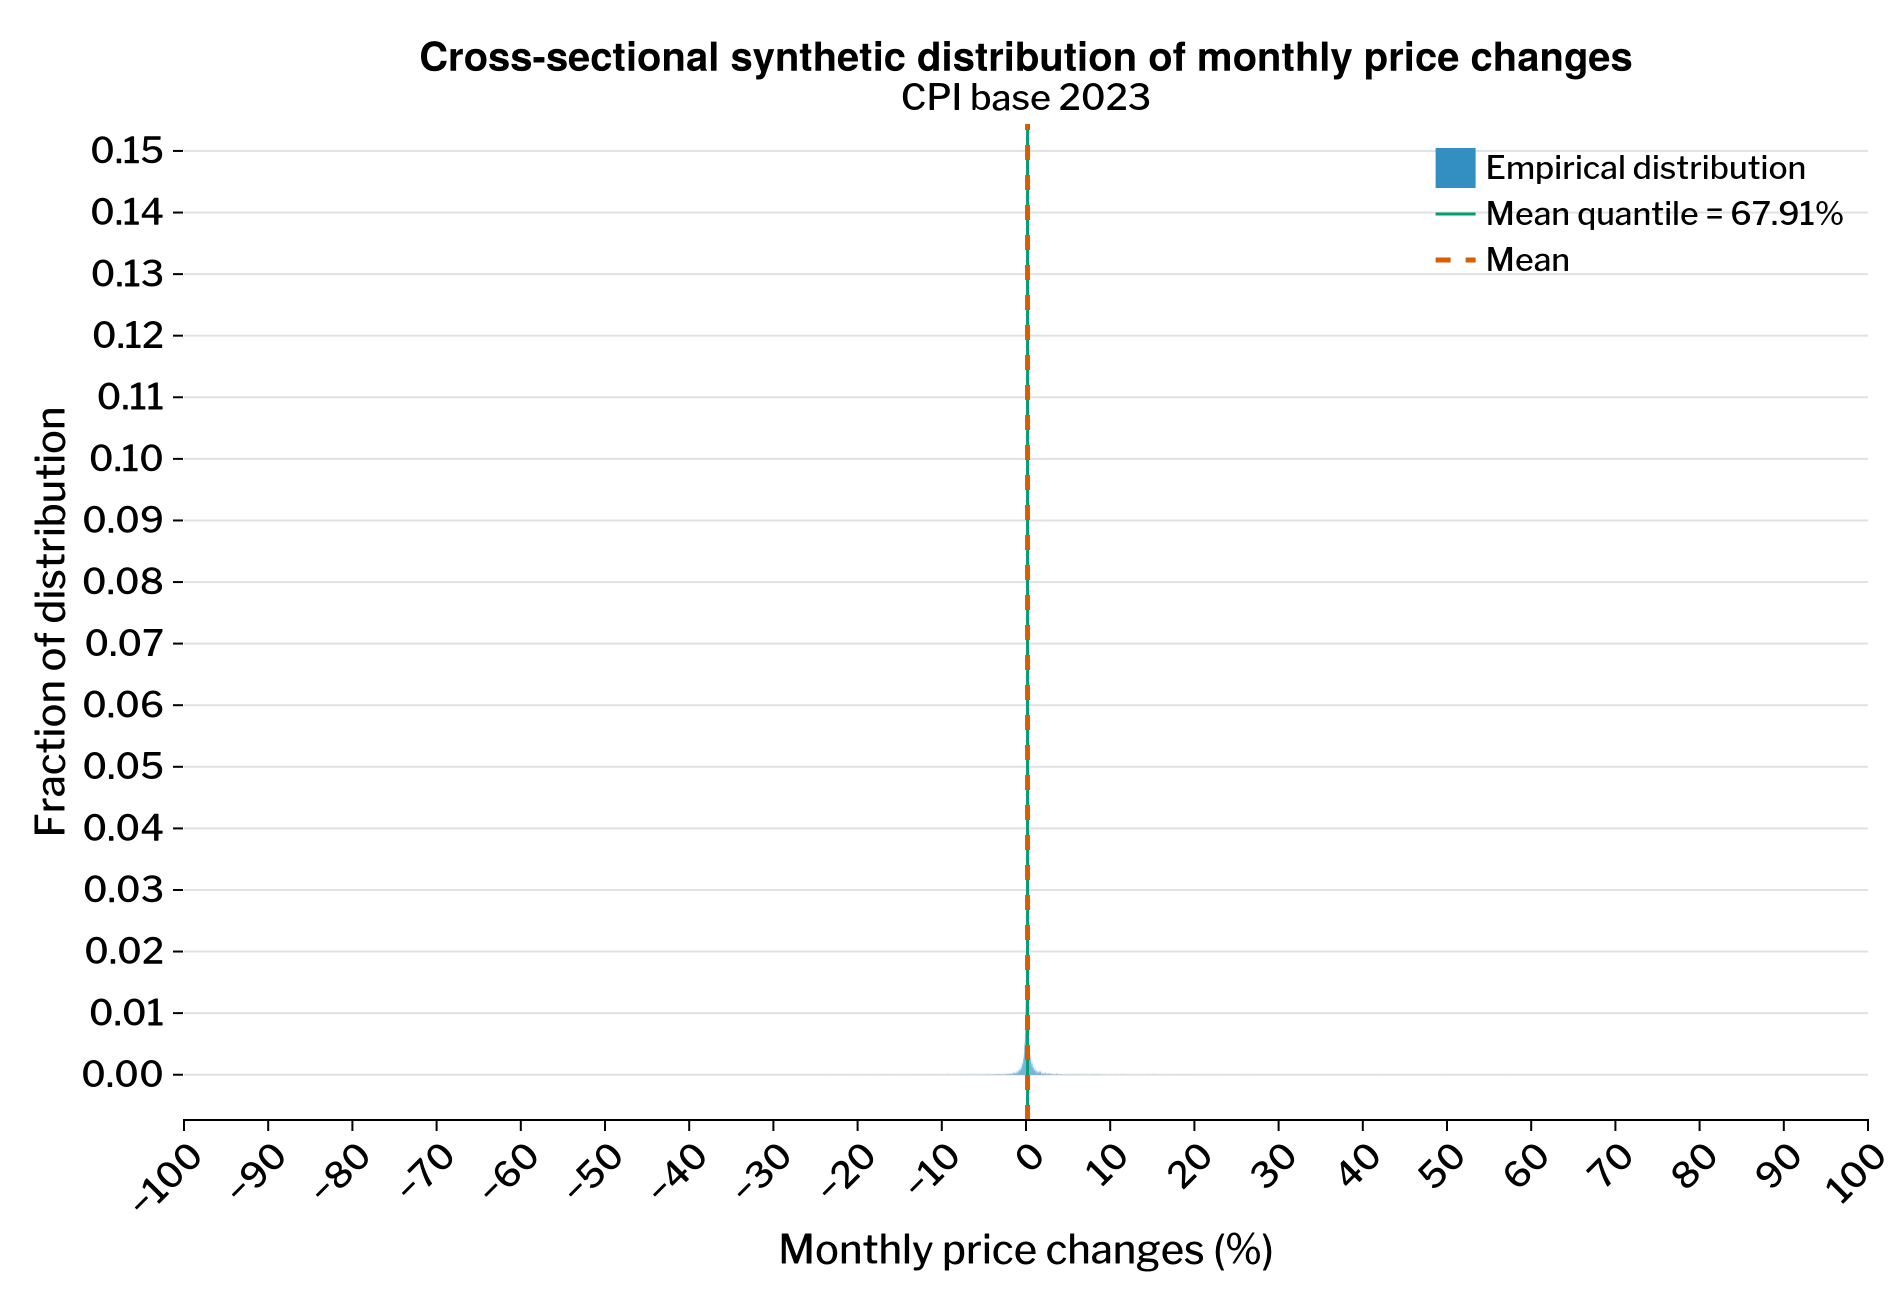 Cross-sectional synthetic distribution of monthly price changes
CPI base 2023
Empirical distribution
Mean quantile = 67.91%
Mean
Fraction of distribution
0.15
0.14
0.13
0.12
0.11
0.10
0.09
0.08
0.07
0.06
0.05
0.04
0.03
0.02
0.01
0.00
−100 −90 −80 −70 −60 −50 −40 −30 −20 −10 0 10 20 30 40 50 60 70 80 90 100
Monthly price changes (%)